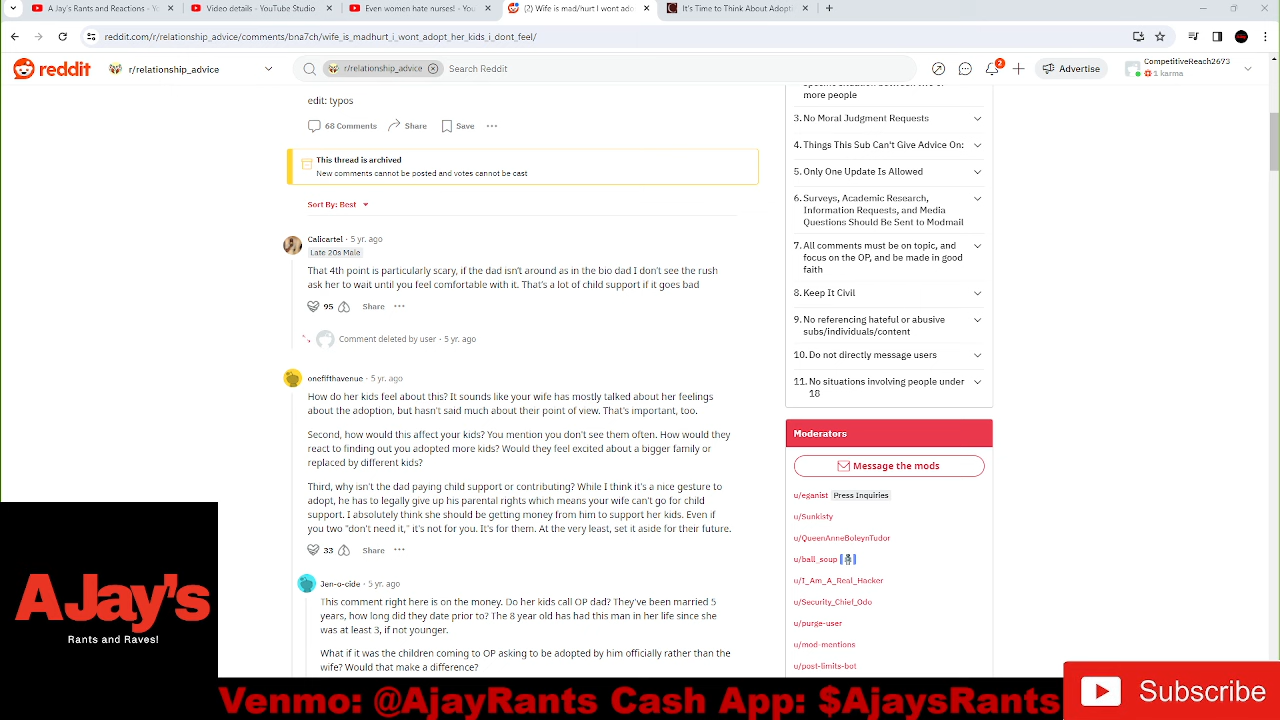 A Jay's Rants and Reactions - Yo
Video details - YouTube Studio
Even women hate nurses! - You
(2) Wife is mad/hurt I wont ado
It's Time to Think About Adopti
reddit.com/r/relationship_advice/comments/bna7ch/wife_is_madhurt_i_wont_adopt_her_kids_i_dont_feel/
reddit
r/relationship_advice
r/relationship_advice
Search Reddit
2
Advertise
CompetitiveReach2673
1 karma
edit: typos
68 Comments
Share
Save
This thread is archived
New comments cannot be posted and votes cannot be cast
Sort By: Best
Calicartel · 5 yr. ago
Late 20s Male
That 4th point is particularly scary, if the dad isn't around as in the bio dad I don't see the rush
ask her to wait until you feel comfortable with it. That's a lot of child support if it goes bad
95
Share
Comment deleted by user · 5 yr. ago
onefifthavenue · 5 yr. ago
How do her kids feel about this? It sounds like your wife has mostly talked about her feelings
about the adoption, but hasn't said much about their point of view. That's important, too.
Second, how would this affect your kids? You mention you don't see them often. How would they
react to finding out you adopted more kids? Would they feel excited about a bigger family or
replaced by different kids?
Third, why isn't the dad paying child support or contributing? While I think it's a nice gesture to
adopt, he has to legally give up his parental rights which means your wife can't go for child
support. I absolutely think she should be getting money from him to support her kids. Even if
you two "don't need it," it's not for you. It's for them. At the very least, set it aside for their future.
33
Share
Jen-o-cide · 5 yr. ago
This comment right here is on the money. Do her kids call OP dad? They've been married 5
years, how long did they date prior to? The 8 year old has had this man in her life since she
was at least 3, if not younger.
What if it was the children coming to OP asking to be adopted by him officially rather than the
wife? Would that make a difference?
more people
3. No Moral Judgment Requests
4. Things This Sub Can't Give Advice On:
5. Only One Update Is Allowed
6. Surveys, Academic Research,
Information Requests, and Media
Questions Should Be Sent to Modmail
7. All comments must be on topic, and
focus on the OP, and be made in good
faith
8. Keep It Civil
9. No referencing hateful or abusive
subs/individuals/content
10. Do not directly message users
11. No situations involving people under
18
Moderators
Message the mods
u/eganist Press Inquiries
u/Sunkisty
u/QueenAnneBoleynTudor
u/ball_soup
u/I_Am_A_Real_Hacker
u/Security_Chief_Odo
u/purge-user
u/mod-mentions
u/post-limits-bot
A Jay's
Rants and Raves!
Venmo: @AjayRants Cash App: $AjaysRants
Subscribe